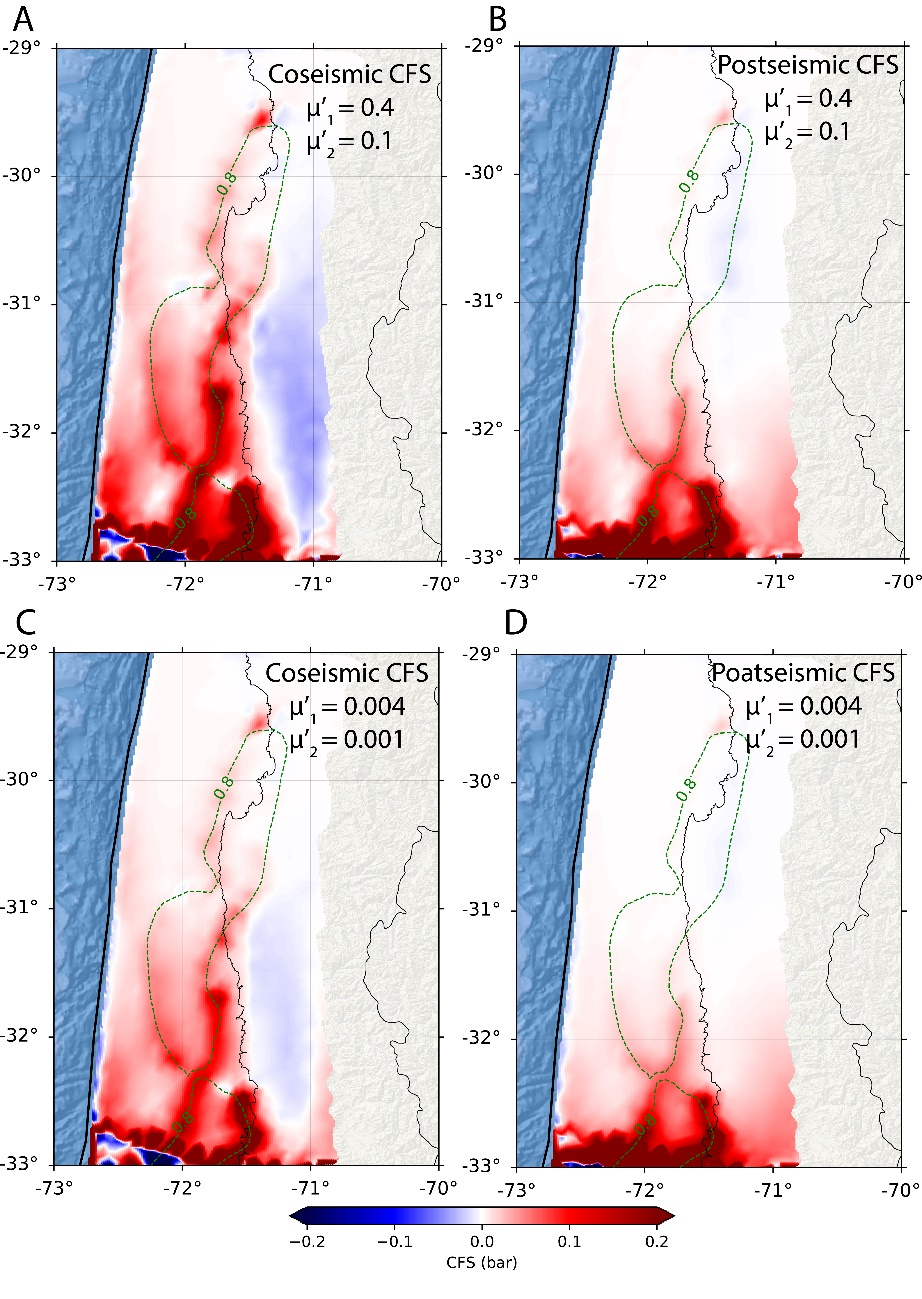 A
-29°
Coseismic CFS
μ′1 = 0.4
μ′2 = 0.1
-30°
0.8
-31°
-32°
0.8
-33°
-73° -72° -71° -70°
B
-29°
Postseismic CFS
μ′1 = 0.4
μ′2 = 0.1
-30°
0.8
-31°
-32°
0.8
-33°
-73° -72° -71° -70°
C
-29°
Coseismic CFS
μ′1 = 0.004
μ′2 = 0.001
-30°
0.8
-31°
-32°
0.8
-33°
-73° -72° -71° -70°
D
-29°
Poatseismic CFS
μ′1 = 0.004
μ′2 = 0.001
-30°
0.8
-31°
-32°
0.8
-33°
-73° -72° -71° -70°
−0.2 −0.1 0.0 0.1 0.2
CFS (bar)